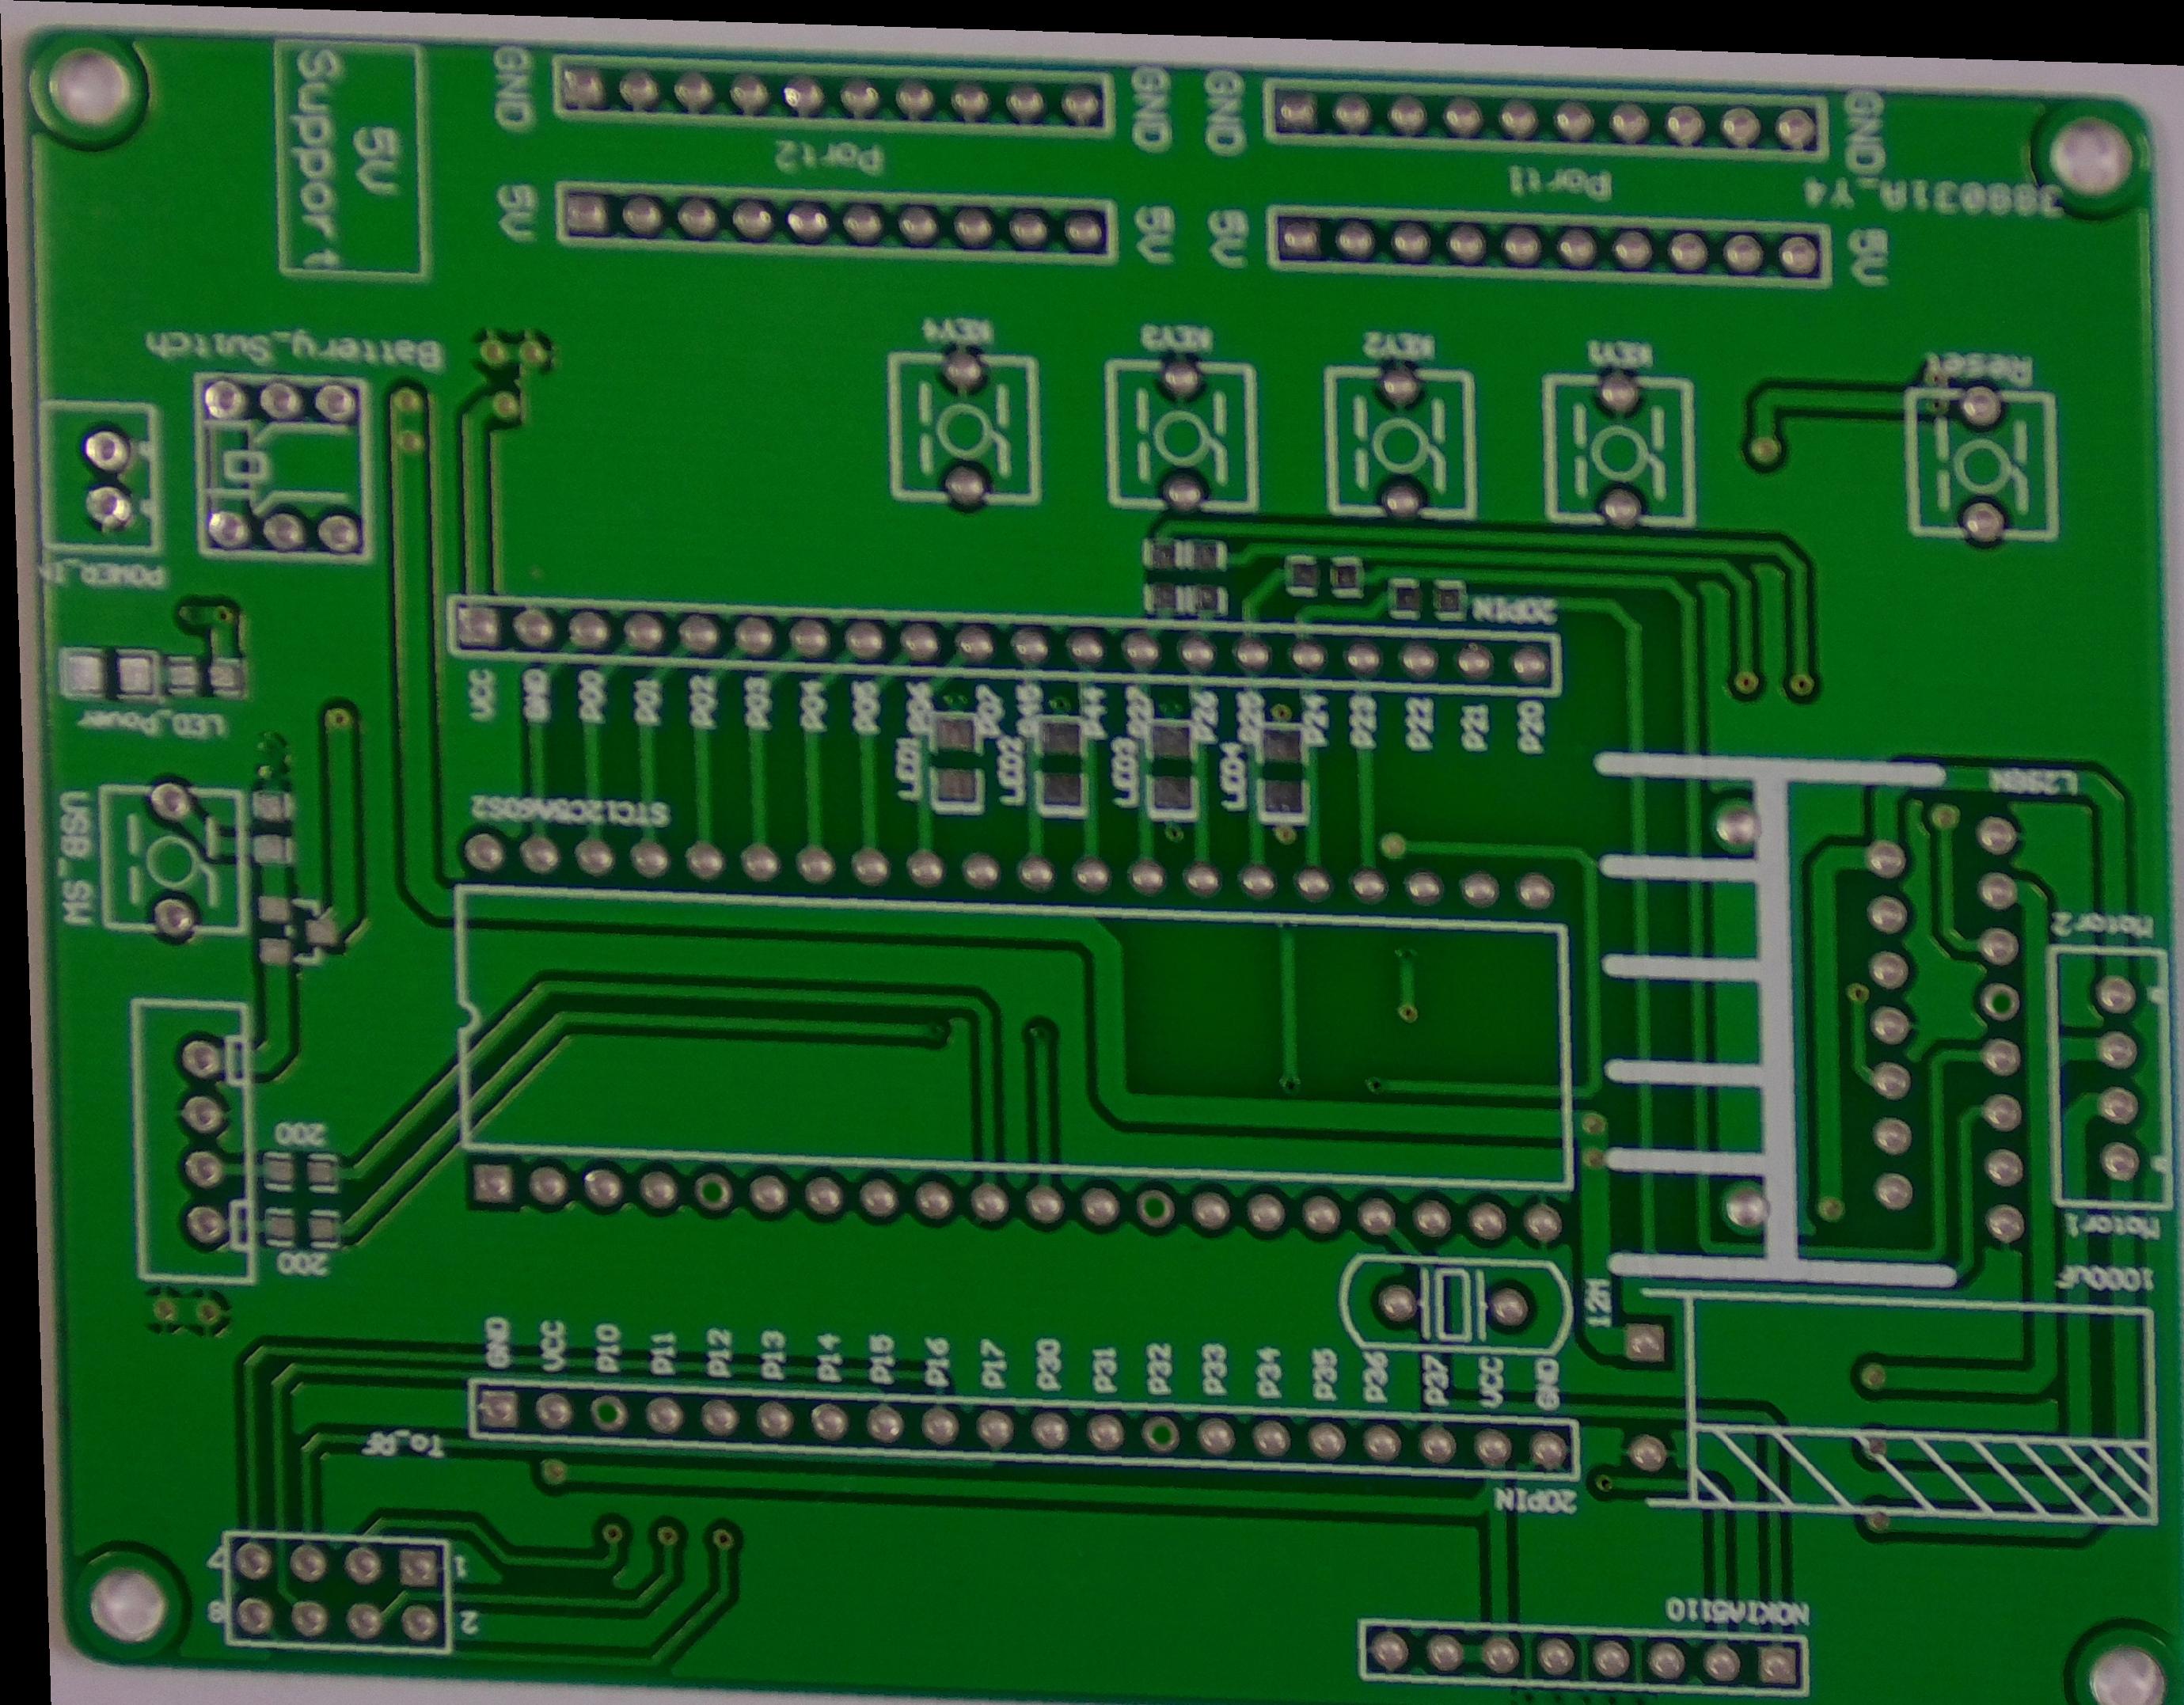 5V
Support
GND
GND
GND
GND
Port2
Port1
388031A_Y4
5V
5V
5V
5V
Battery_Switch
KEY4
KEY3
KEY2
KEY1
Reset
20PIN
VCC
GND
P00
P01
P02
P03
P04
P05
P06
P07
P45
P44
P27
P26
P25
P24
P23
P22
P21
P20
LED_Power
LED1
LED2
LED3
LED4
L298N
STC12C5A60S2
USB_SW
Motor2
200
200
Motor1
1000uF
12M
GND
VCC
P10
P11
P12
P13
P14
P15
P16
P17
P30
P31
P32
P33
P34
P35
P36
P37
VCC
GND
To_RF
20PIN
7
1
8
2
NOKIA5110